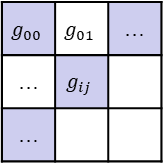 g₀₀ g₀₁ ...
... gᵢⱼ
...